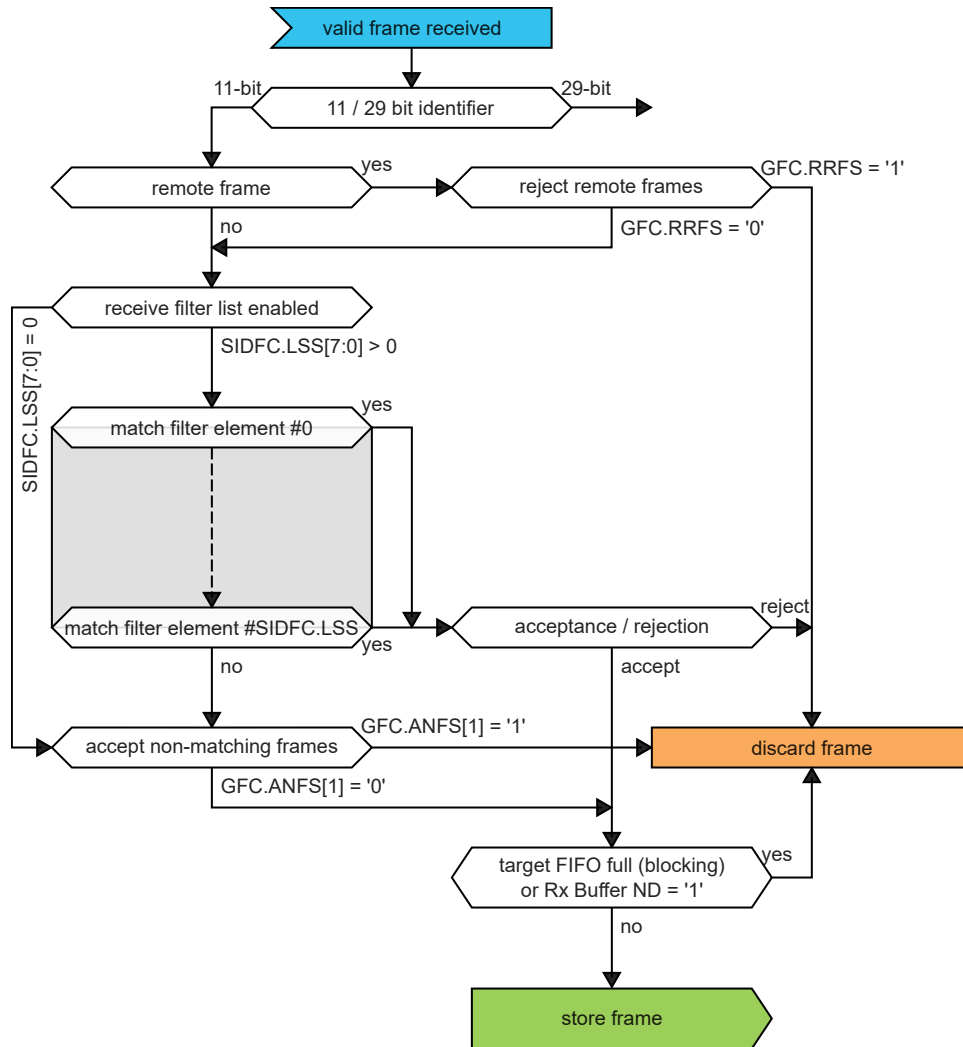 valid frame received
11-bit
29-bit
11 / 29 bit identifier
yes
GFC.RRFS = '1'
remote frame
reject remote frames
no
GFC.RRFS = '0'
receive filter list enabled
SIDFC.LSS[7:0] = 0
SIDFC.LSS[7:0] > 0
yes
match filter element #0
reject
match filter element #SIDFC.LSS
acceptance / rejection
yes
no
accept
GFC.ANFS[1] = '1'
accept non-matching frames
discard frame
GFC.ANFS[1] = '0'
target FIFO full (blocking)
yes
or Rx Buffer ND = '1'
no
store frame